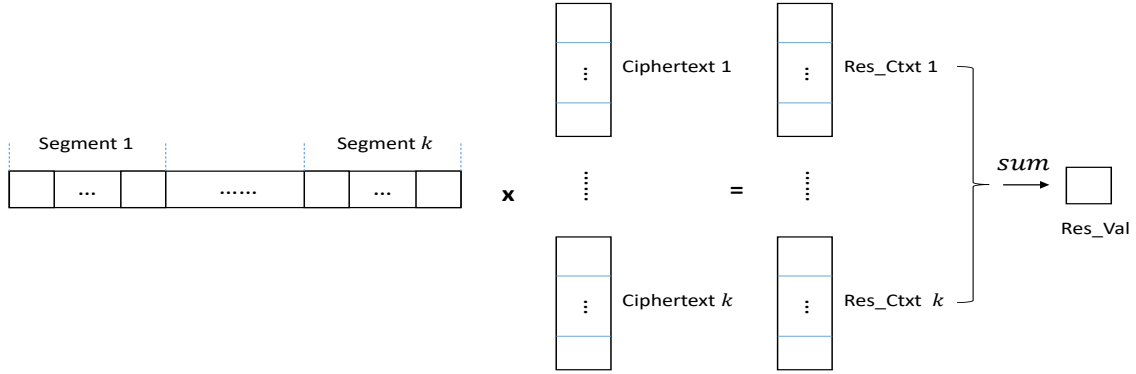 Ciphertext 1
Res_Ctxt 1
Segment 1
Segment k
...
......
...
x
=
sum
Res_Val
Ciphertext k
Res_Ctxt k